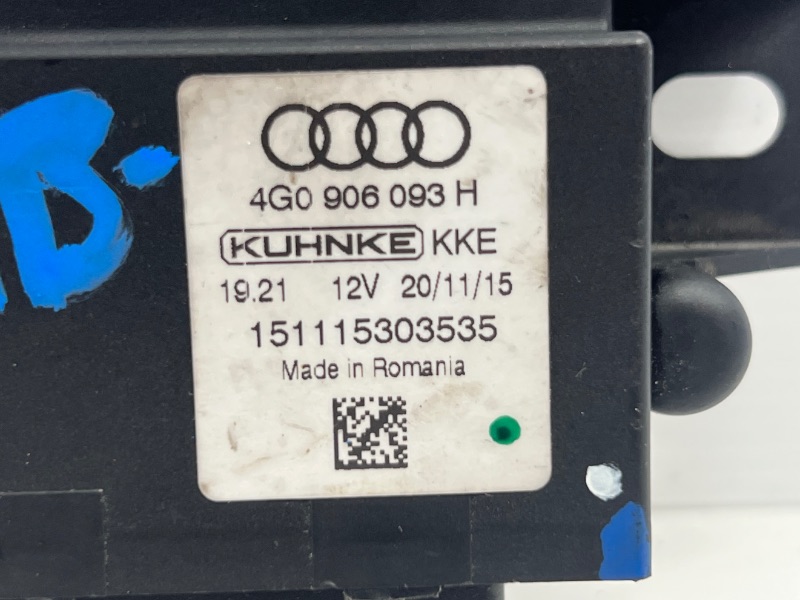 B-
4G0 906 093 H
KUHNKE KKE
19.21 12V 20/11/15
151115303535
Made in Romania